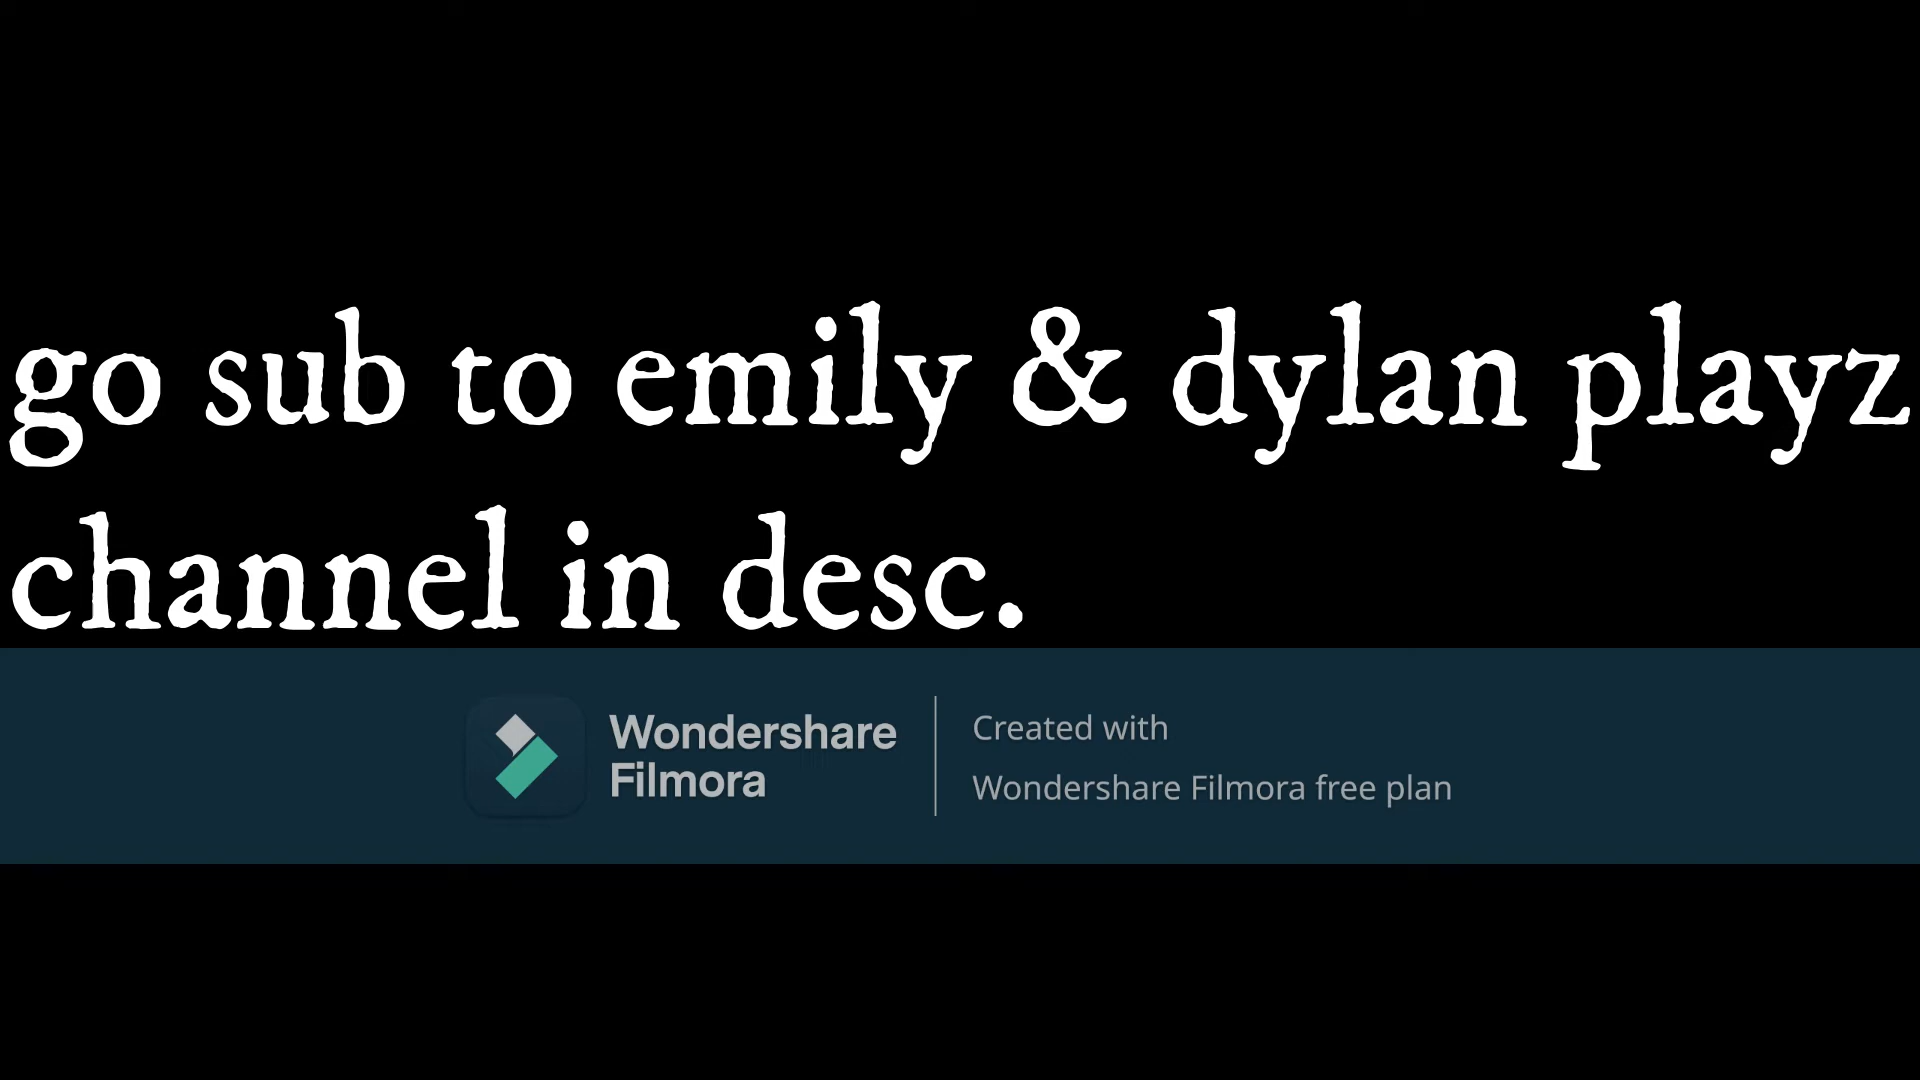 go sub to emily & dylan playz
channel in desc.
Wondershare
Filmora
Created with
Wondershare Filmora free plan